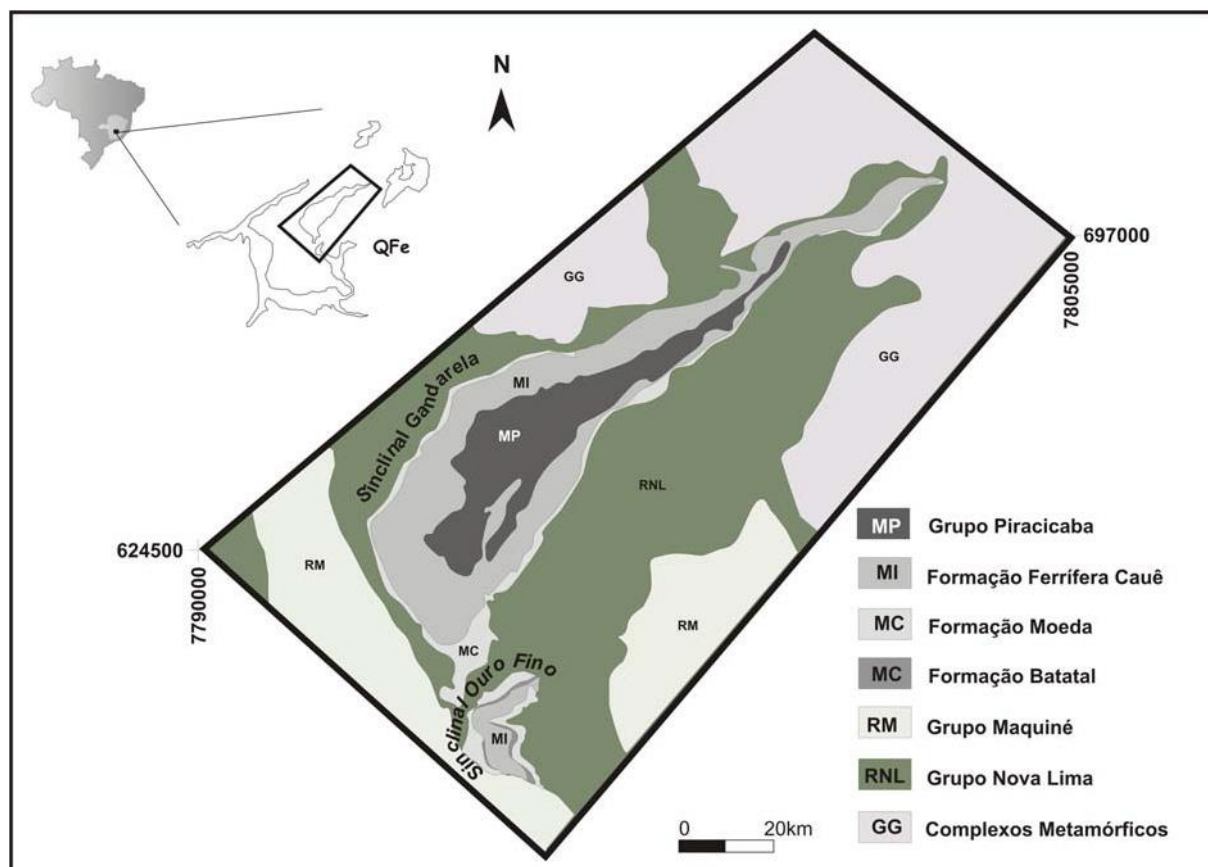 N
QFe
697000
7805000
GG
Sinclinal Gandarela
MI
GG
MP
RNL
624500
7790000
RM
RM
MC
Sinclinal Ouro Fino
MI
MP Grupo Piracicaba
MI Formação Ferrífera Cauê
MC Formação Moeda
MC Formação Batatal
RM Grupo Maquiné
RNL Grupo Nova Lima
GG Complexos Metamórficos
0 20km